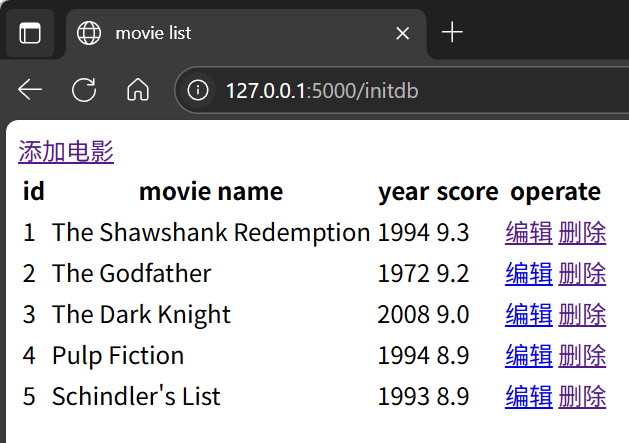 movie list
127.0.0.1:5000/initdb
添加电影
id movie name year score operate
1 The Shawshank Redemption 1994 9.3 编辑 删除
2 The Godfather 1972 9.2 编辑 删除
3 The Dark Knight 2008 9.0 编辑 删除
4 Pulp Fiction 1994 8.9 编辑 删除
5 Schindler's List 1993 8.9 编辑 删除